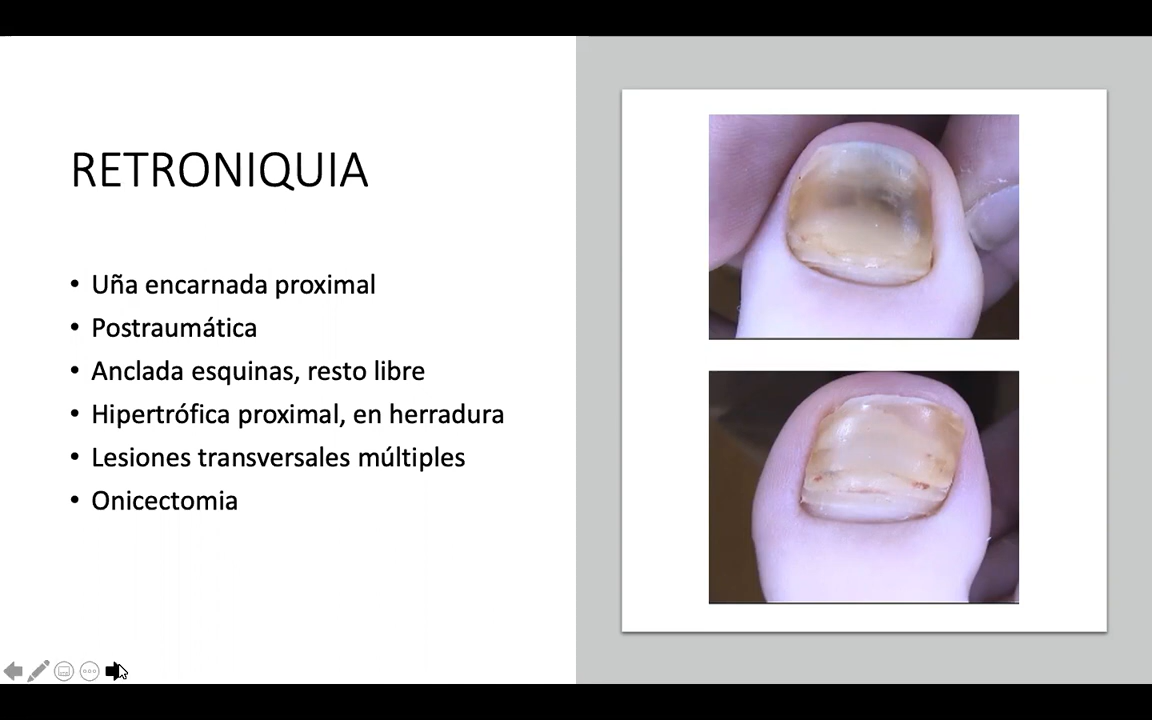 RETRONIQUIA
• Uña encarnada proximal
• Postraumática
• Anclada esquinas, resto libre
• Hipertrófica proximal, en herradura
• Lesiones transversales múltiples
• Onicectomia